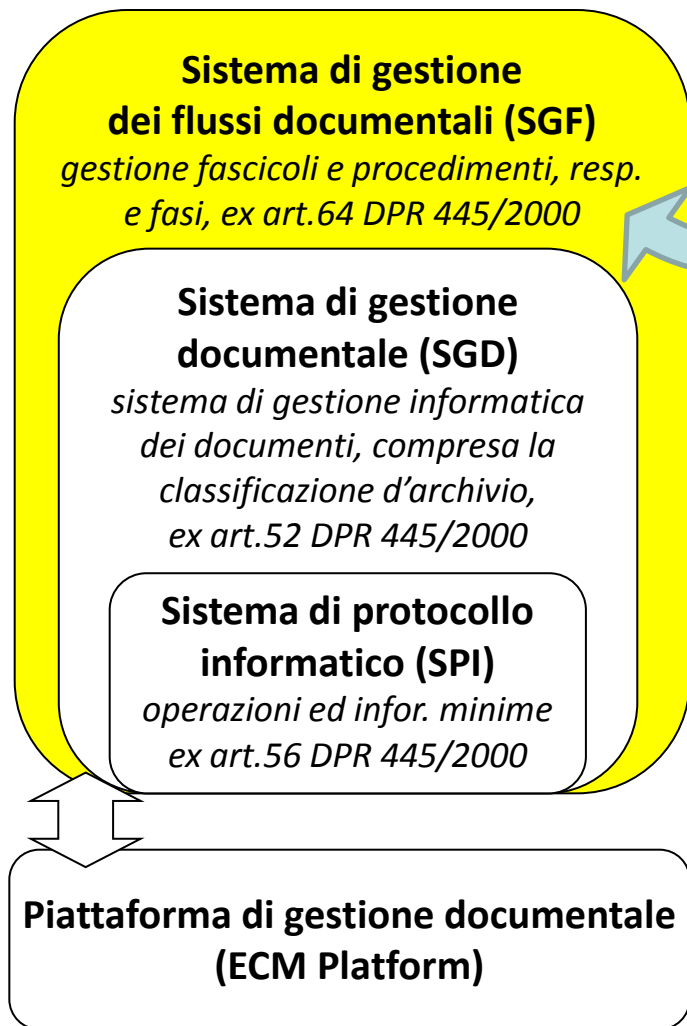 Sistema di gestione
dei flussi documentali (SGF)
gestione fascicoli e procedimenti, resp.
e fasi, ex art.64 DPR 445/2000
Sistema di gestione
documentale (SGD)
sistema di gestione informatica
dei documenti, compresa la
classificazione d’archivio,
ex art.52 DPR 445/2000
Sistema di protocollo
informatico (SPI)
operazioni ed infor. minime
ex art.56 DPR 445/2000
Piattaforma di gestione documentale
(ECM Platform)